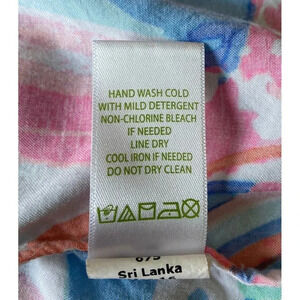 HAND WASH COLD
WITH MILD DETERGENT
NON-CHLORINE BLEACH
IF NEEDED
LINE DRY
COOL IRON IF NEEDED
DO NOT DRY CLEAN
Sri Lanka